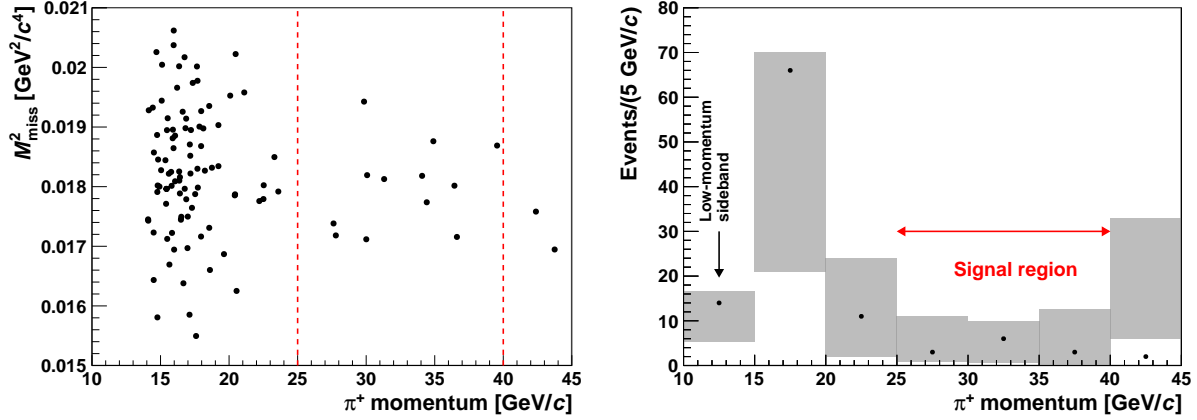 0.021
0.02
0.019
0.018
0.017
0.016
0.015
M²miss [GeV²/c⁴]
10 15 20 25 30 35 40 45
π⁺ momentum [GeV/c]
80
70
60
50
40
30
20
10
0
Events/(5 GeV/c)
Low-momentum
sideband
Signal region
10 15 20 25 30 35 40 45
π⁺ momentum [GeV/c]